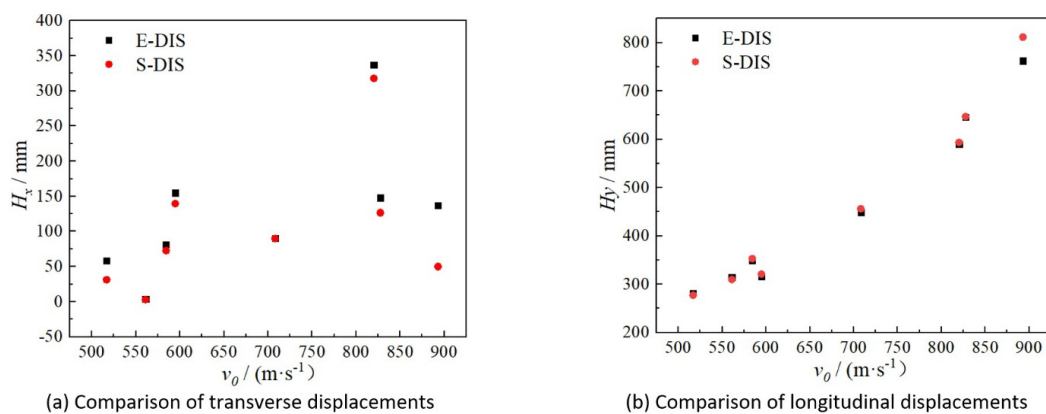 400
350
300
250
200
150
100
50
0
-50
Hx / mm
E-DIS
S-DIS
500 550 600 650 700 750 800 850 900
v0 / (m·s-1)
(a) Comparison of transverse displacements
800
700
600
500
400
300
200
Hy / mm
E-DIS
S-DIS
500 550 600 650 700 750 800 850 900
v0 / (m·s-1)
(b) Comparison of longitudinal displacements